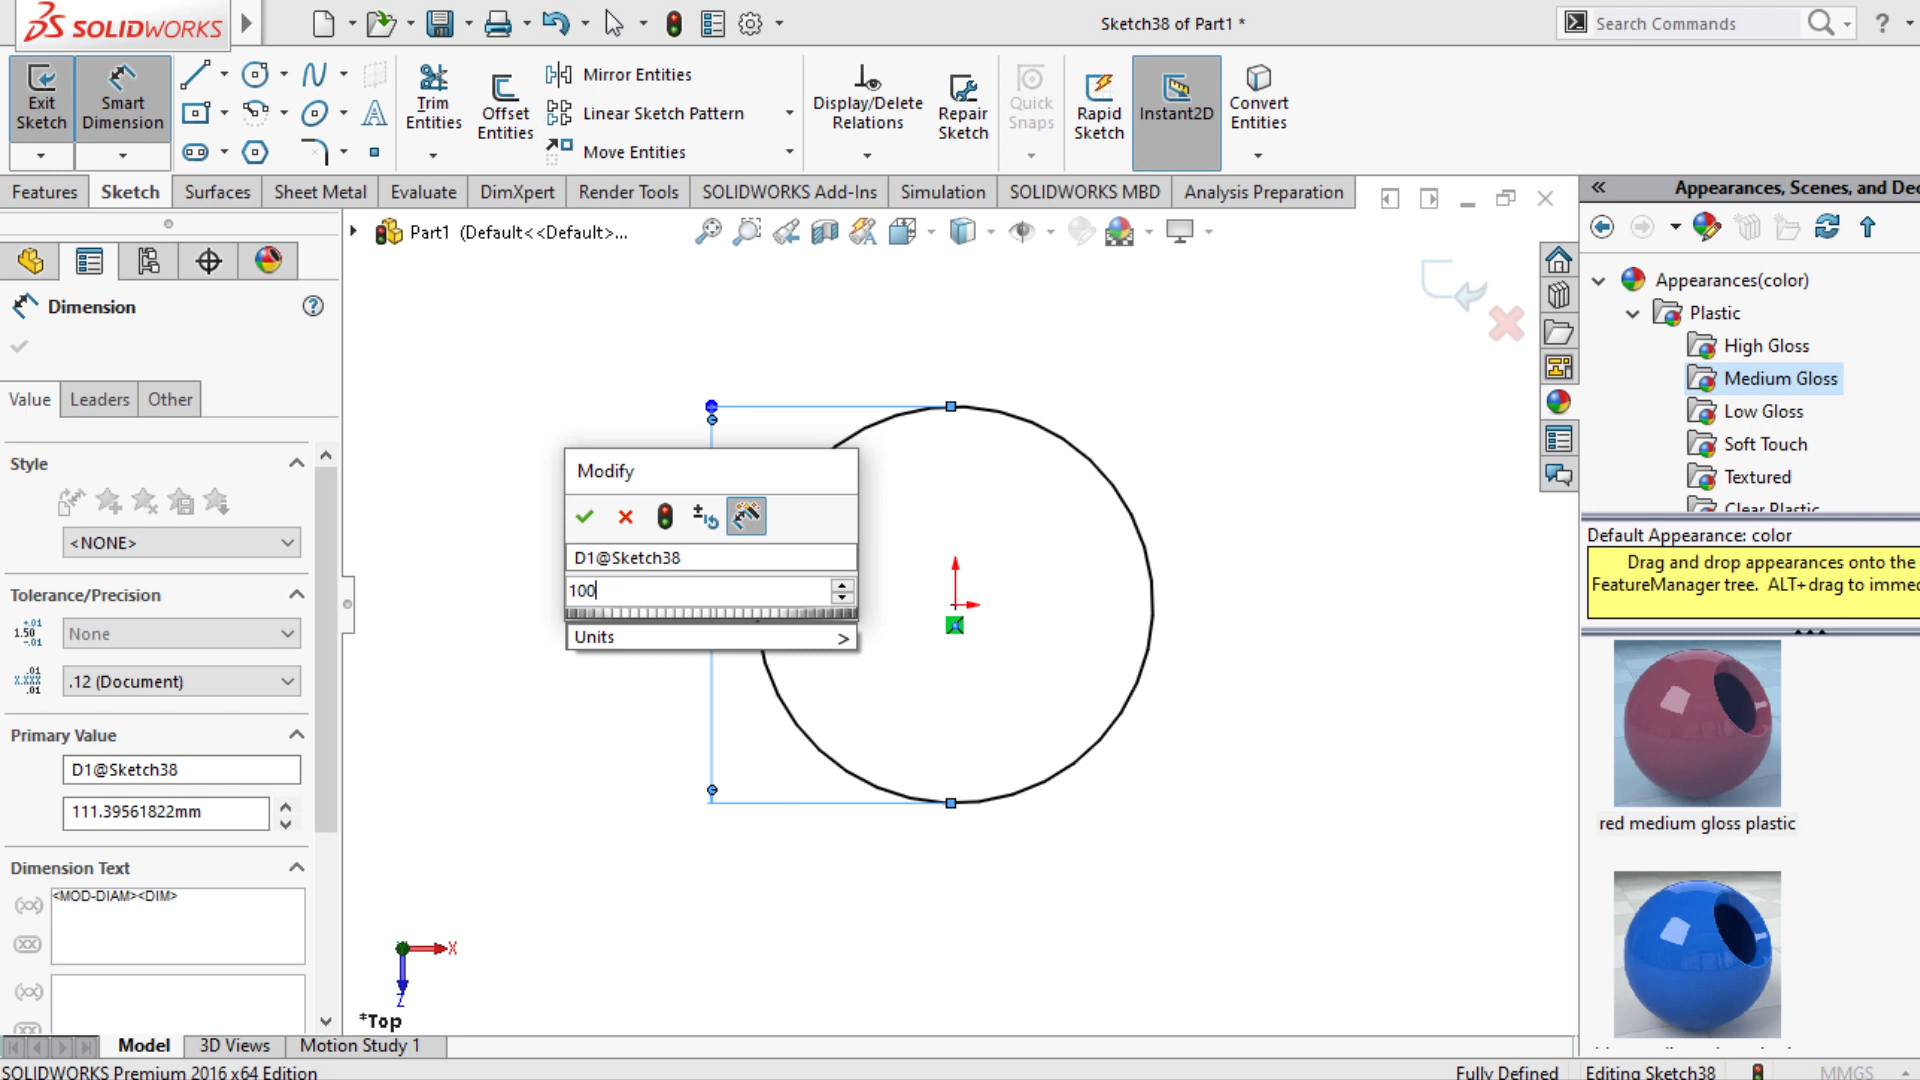 SOLIDWORKS
Sketch38 of Part1 *
Search Commands
?
Exit Sketch
Smart Dimension
Trim Entities
Offset Entities
Mirror Entities
Linear Sketch Pattern
Move Entities
Display/Delete Relations
Repair Sketch
Quick Snaps
Rapid Sketch
Instant2D
Convert Entities
Features
Sketch
Surfaces
Sheet Metal
Evaluate
DimXpert
Render Tools
SOLIDWORKS Add-Ins
Simulation
SOLIDWORKS MBD
Analysis Preparation
Appearances, Scenes, and Dec
Part1 (Default<<Default>...
Dimension
Value
Leaders
Other
Style
<NONE>
Tolerance/Precision
None
.12 (Document)
Primary Value
D1@Sketch38
111.39561822mm
Dimension Text
<MOD-DIAM><DIM>
Modify
D1@Sketch38
100
Units >
X
Z
*Top
Appearances(color)
Plastic
High Gloss
Medium Gloss
Low Gloss
Soft Touch
Textured
Clear Plastic
Default Appearance: color
Drag and drop appearances onto the
FeatureManager tree. ALT+drag to immed
red medium gloss plastic
Model
3D Views
Motion Study 1
SOLIDWORKS Premium 2016 x64 Edition
Fully Defined
Editing Sketch38
MMGS